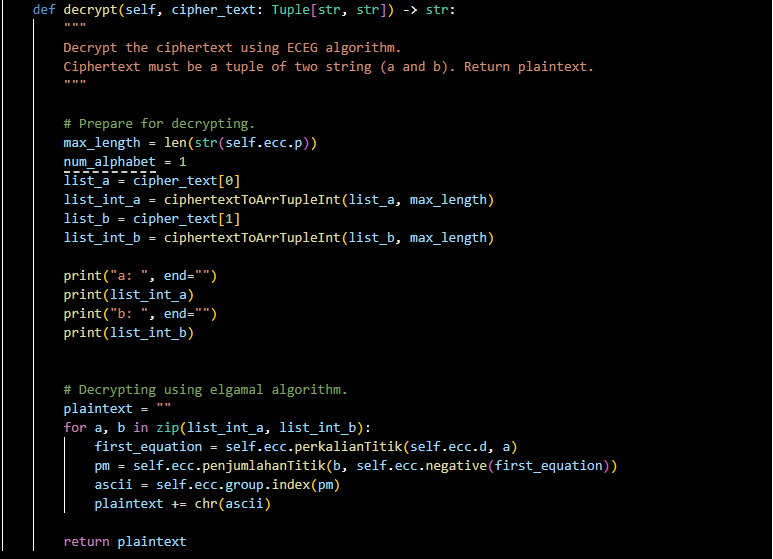 def decrypt(self, cipher_text: Tuple[str, str]) -> str:
"""
Decrypt the ciphertext using ECEG algorithm.
Ciphertext must be a tuple of two string (a and b). Return plaintext.
"""
# Prepare for decrypting.
max_length = len(str(self.ecc.p))
num_alphabet = 1
list_a = cipher_text[0]
list_int_a = ciphertextToArrTupleInt(list_a, max_length)
list_b = cipher_text[1]
list_int_b = ciphertextToArrTupleInt(list_b, max_length)
print("a: ", end="")
print(list_int_a)
print("b: ", end="")
print(list_int_b)
# Decrypting using elgamal algorithm.
plaintext = ""
for a, b in zip(list_int_a, list_int_b):
first_equation = self.ecc.perkalianTitik(self.ecc.d, a)
pm = self.ecc.penjumlahanTitik(b, self.ecc.negative(first_equation))
ascii = self.ecc.group.index(pm)
plaintext += chr(ascii)
return plaintext